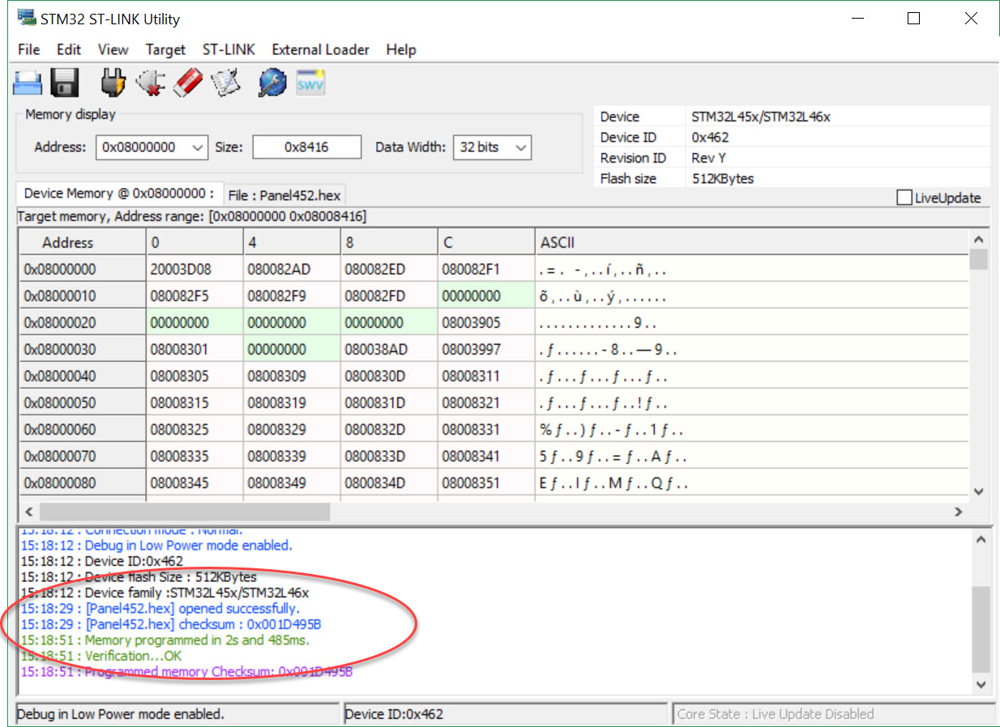 STM32 ST-LINK Utility
File Edit View Target ST-LINK External Loader Help
SWV
Memory display
Address: 0x08000000 Size: 0x8416 Data Width: 32 bits
Device STM32L45x/STM32L46x
Device ID 0x462
Revision ID Rev Y
Flash size 512KBytes
LiveUpdate
Device Memory @ 0x08000000 : File : Panel452.hex
Target memory, Address range: [0x08000000 0x08008416]
Address 0 4 8 C ASCII
0x08000000 20003D08 080082AD 080082ED 080082F1 .=. -‚..í‚..ñ‚..
0x08000010 080082F5 080082F9 080082FD 00000000 õ‚..ù‚..ý‚......
0x08000020 00000000 00000000 00000000 08003905 .............9..
0x08000030 08008301 00000000 080038AD 08003997 .ƒ......-8..—9..
0x08000040 08008305 08008309 0800830D 08008311 .ƒ...ƒ...ƒ...ƒ..
0x08000050 08008315 08008319 0800831D 08008321 .ƒ...ƒ...ƒ..!ƒ..
0x08000060 08008325 08008329 0800832D 08008331 %ƒ..)ƒ..-ƒ..1ƒ..
0x08000070 08008335 08008339 0800833D 08008341 5ƒ..9ƒ..=ƒ..Aƒ..
0x08000080 08008345 08008349 0800834D 08008351 Eƒ..Iƒ..Mƒ..Qƒ..
15:18:12 : Connection mode : Normal.
15:18:12 : Debug in Low Power mode enabled.
15:18:12 : Device ID:0x462
15:18:12 : Device flash Size : 512KBytes
15:18:12 : Device family :STM32L45x/STM32L46x
15:18:29 : [Panel452.hex] opened successfully.
15:18:29 : [Panel452.hex] checksum : 0x001D495B
15:18:51 : Memory programmed in 2s and 485ms.
15:18:51 : Verification...OK
15:18:51 : Programmed memory Checksum: 0x001D495B
Debug in Low Power mode enabled. Device ID:0x462 Core State : Live Update Disabled